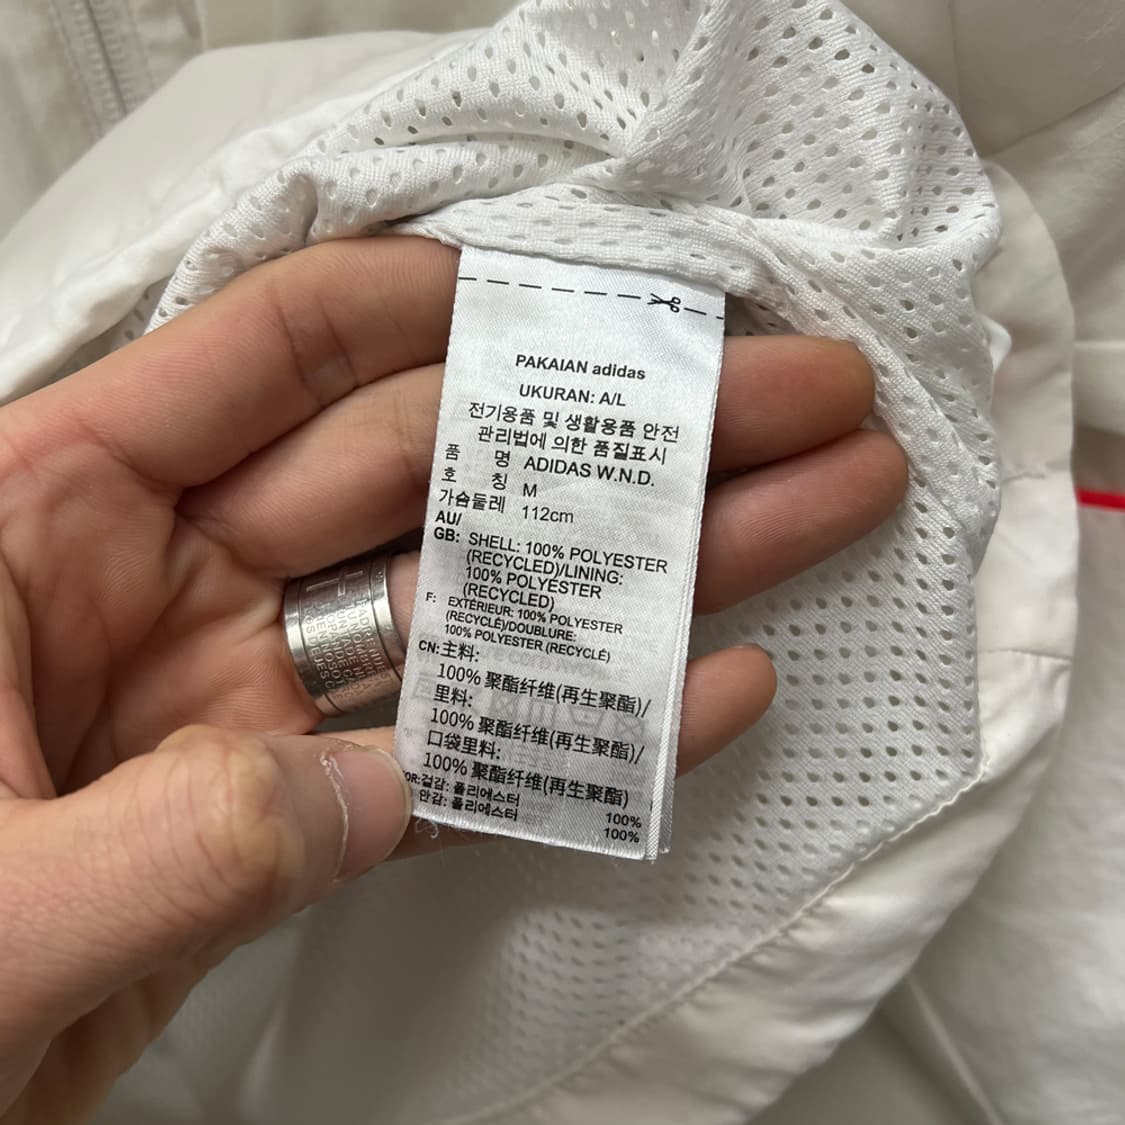 PAKAIAN adidas
UKURAN: A/L
전기용품 및 생활용품 안전
관리법에 의한 품질표시
품 명 ADIDAS W.N.D.
호 칭 M
가슴둘레 112cm
AU/
GB: SHELL: 100% POLYESTER
(RECYCLED)/LINING:
100% POLYESTER
(RECYCLED)
F: EXTÉRIEUR: 100% POLYESTER
(RECYCLÉ)/DOUBLURE:
100% POLYESTER (RECYCLÉ)
CN: 主料:
100% 聚酯纤维(再生聚酯)/
里料:
100% 聚酯纤维(再生聚酯)/
口袋里料:
100% 聚酯纤维(再生聚酯)
겉감: 폴리에스터 100%
안감: 폴리에스터 100%